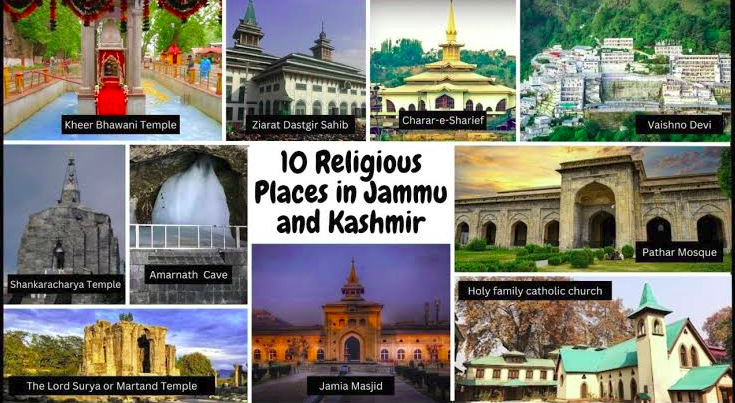 Kheer Bhawani Temple
Ziarat Dastgir Sahib
Charar-e-Sharief
Vaishno Devi
10 Religious
Places in Jammu
and Kashmir
Shankaracharya Temple
Amarnath Cave
Pathar Mosque
Holy family catholic church
The Lord Surya or Martand Temple
Jamia Masjid